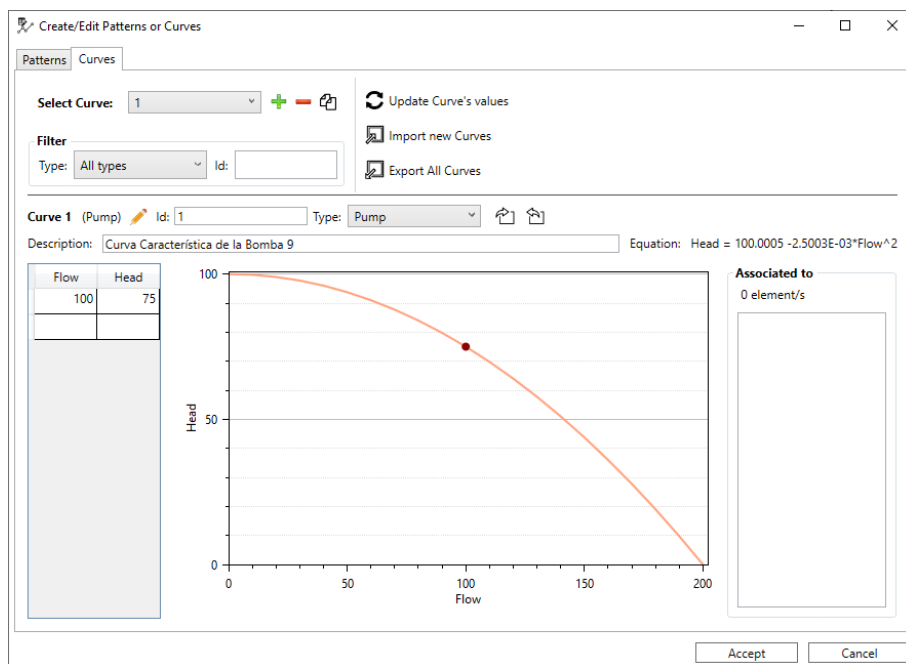 Create/Edit Patterns or Curves
Patterns Curves
Select Curve: 1
Update Curve's values
Import new Curves
Export All Curves
Filter
Type: All types Id:
Curve 1 (Pump) Id: 1 Type: Pump
Description: Curva Característica de la Bomba 9 Equation: Head = 100.0005 -2.5003E-03*Flow^2
Flow Head
100 75
100
50
0
Head
0 50 100 150 200
Flow
Associated to
0 element/s
Accept Cancel